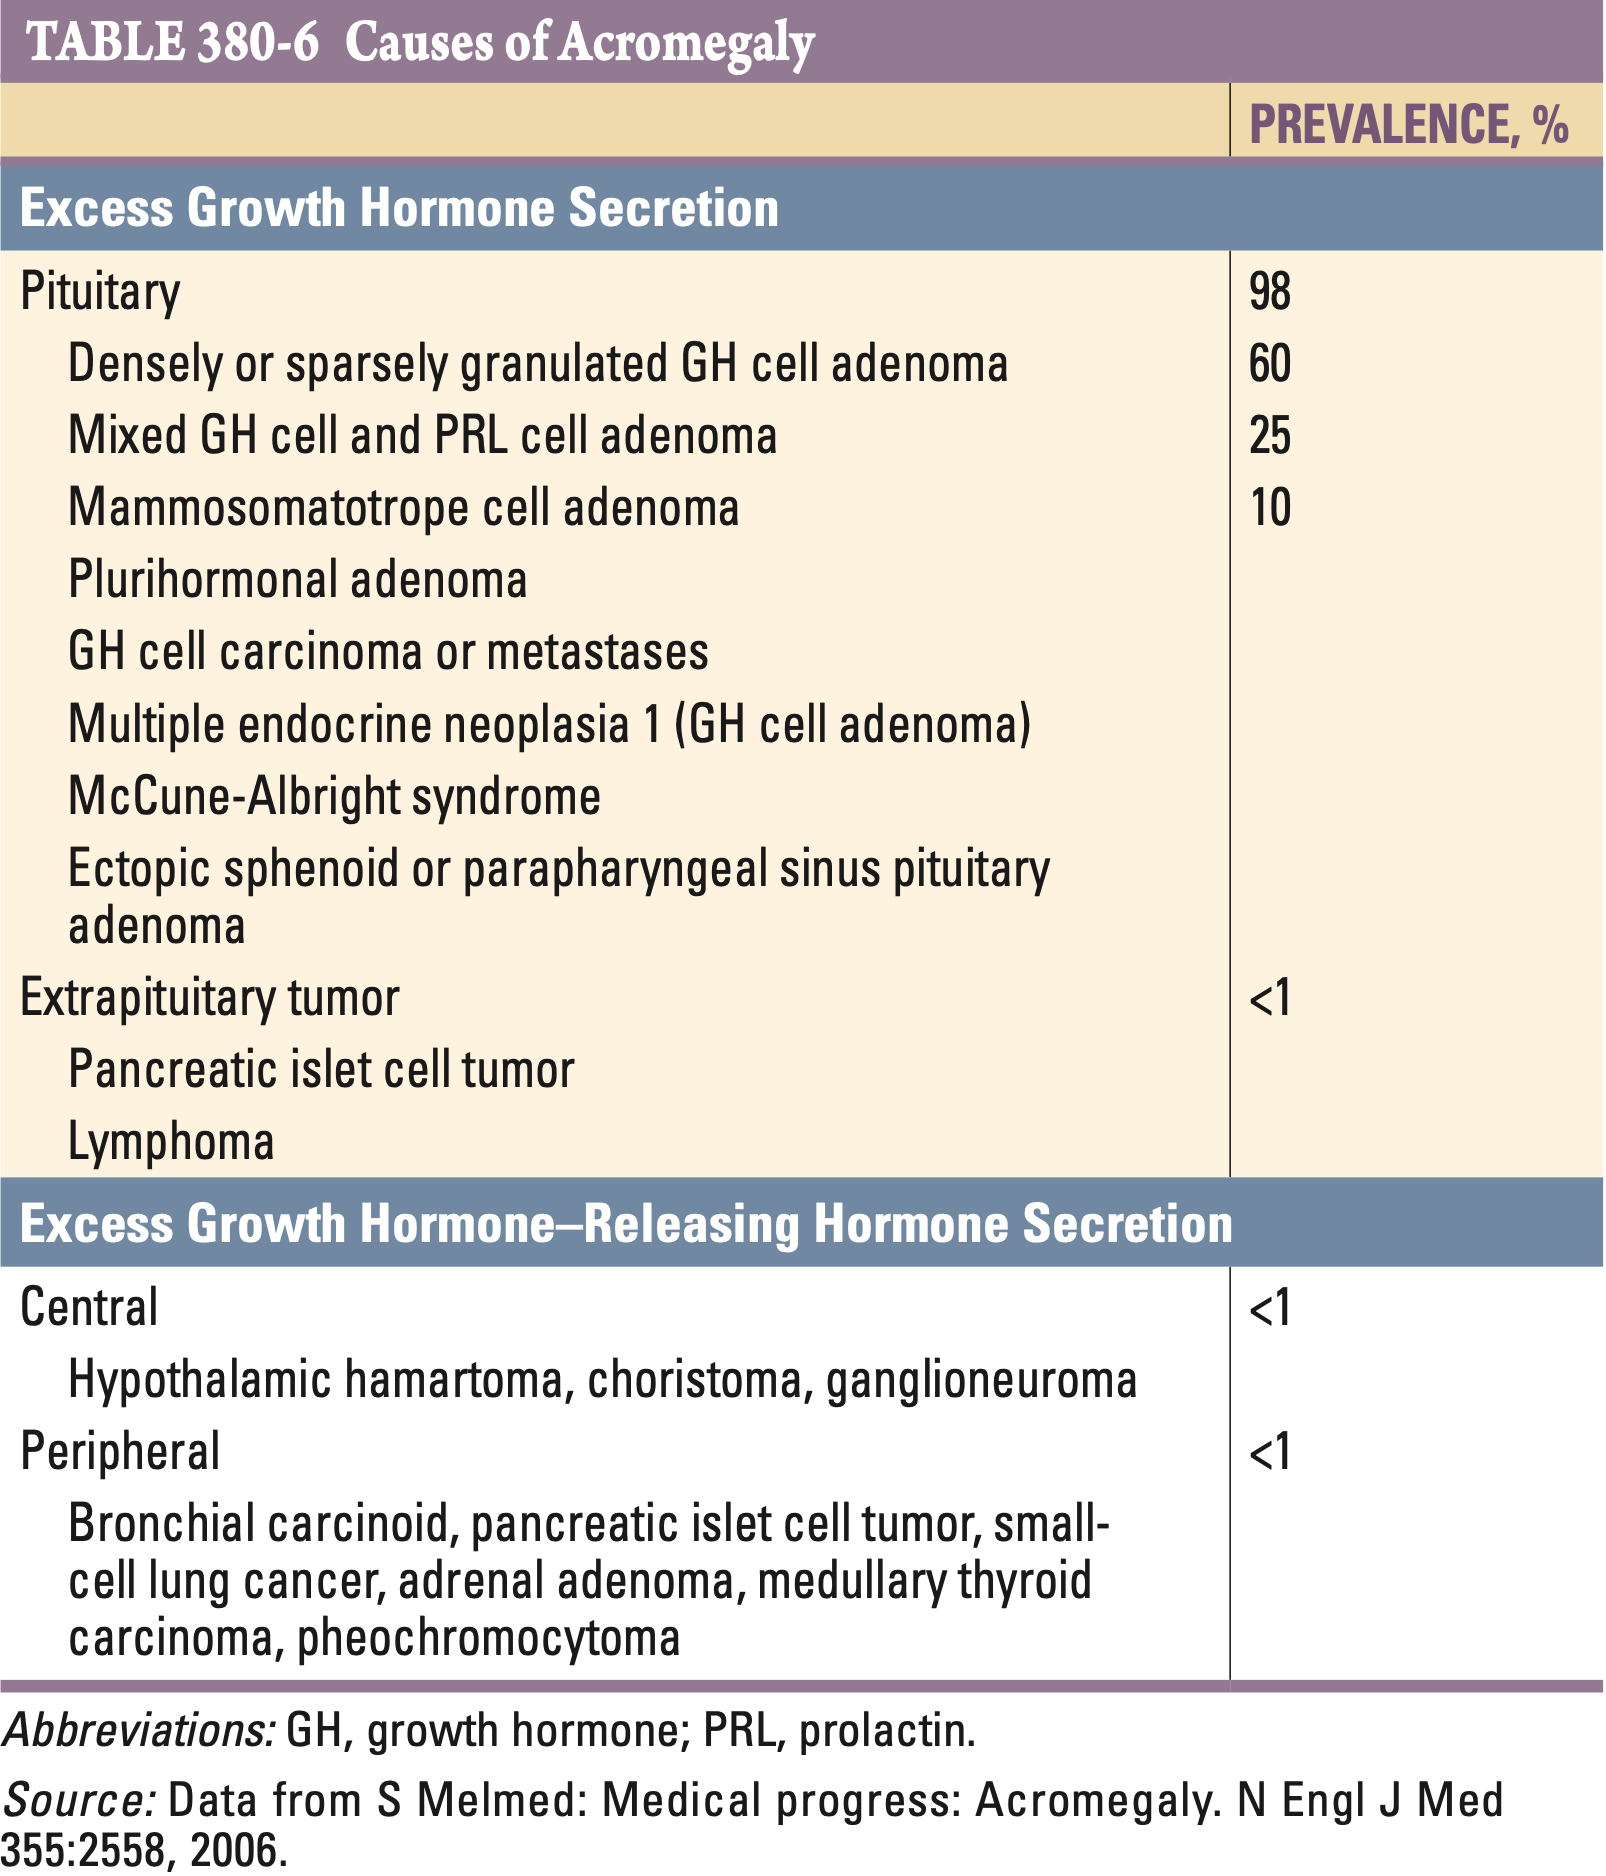 TABLE 380-6 Causes of Acromegaly
PREVALENCE, %
Excess Growth Hormone Secretion
Pituitary 98
Densely or sparsely granulated GH cell adenoma 60
Mixed GH cell and PRL cell adenoma 25
Mammosomatotrope cell adenoma 10
Plurihormonal adenoma
GH cell carcinoma or metastases
Multiple endocrine neoplasia 1 (GH cell adenoma)
McCune-Albright syndrome
Ectopic sphenoid or parapharyngeal sinus pituitary
adenoma
Extrapituitary tumor <1
Pancreatic islet cell tumor
Lymphoma
Excess Growth Hormone–Releasing Hormone Secretion
Central <1
Hypothalamic hamartoma, choristoma, ganglioneuroma
Peripheral <1
Bronchial carcinoid, pancreatic islet cell tumor, small-
cell lung cancer, adrenal adenoma, medullary thyroid
carcinoma, pheochromocytoma
Abbreviations: GH, growth hormone; PRL, prolactin.
Source: Data from S Melmed: Medical progress: Acromegaly. N Engl J Med
355:2558, 2006.